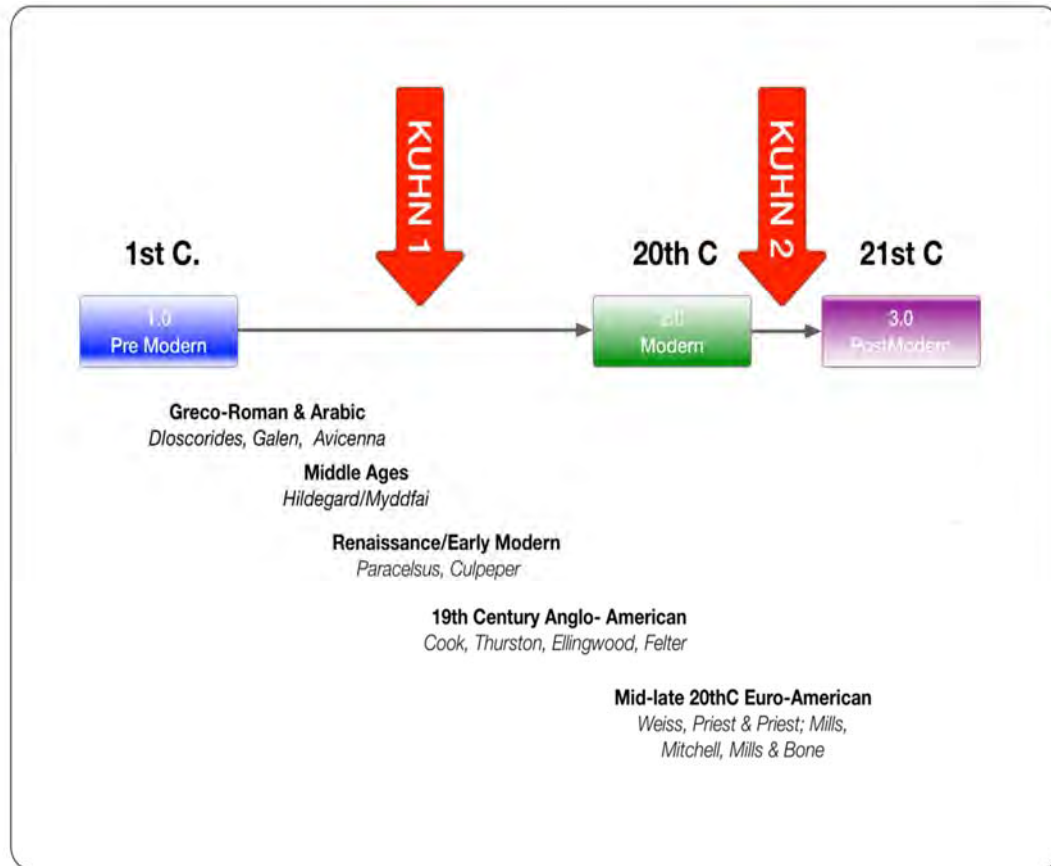 KUHN 1
KUHN 2
1st C.
20th C
21st C
1.0
Pre Modern
2.0
Modern
3.0
PostModern
Greco-Roman & Arabic
DIoscorides, Galen, Avicenna
Middle Ages
Hildegard/Myddfai
Renaissance/Early Modern
Paracelsus, Culpeper
19th Century Anglo- American
Cook, Thurston, Ellingwood, Felter
Mid-late 20thC Euro-American
Weiss, Priest & Priest; Mills,
Mitchell, Mills & Bone